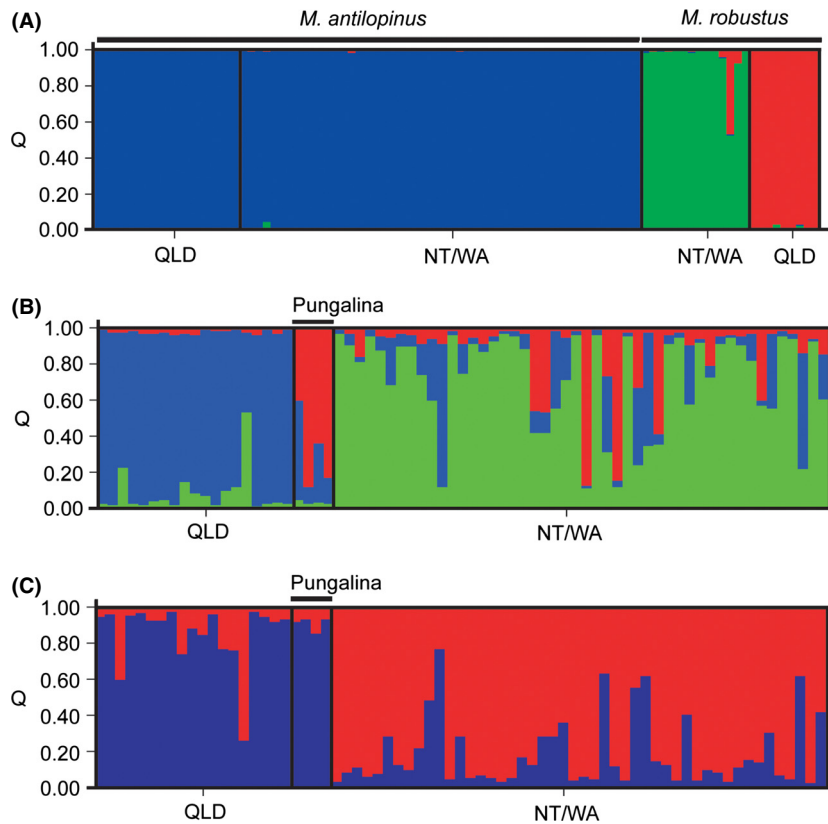 (A)
M. antilopinus M. robustus
1.00
0.80
0.60
0.40
0.20
0.00
Q
QLD NT/WA NT/WA QLD
(B)
Pungalina
1.00
0.80
0.60
0.40
0.20
0.00
Q
QLD NT/WA
(C)
Pungalina
1.00
0.80
0.60
0.40
0.20
0.00
Q
QLD NT/WA